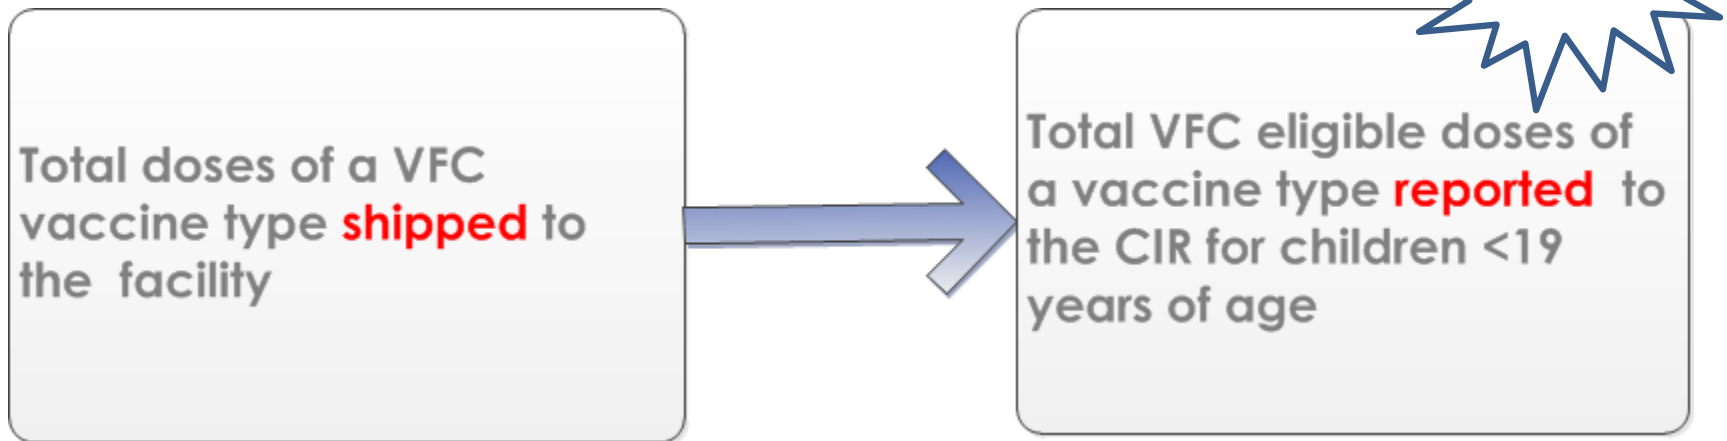 Total doses of a VFC
vaccine type shipped to
the facility
Total VFC eligible doses of
a vaccine type reported to
the CIR for children <19
years of age